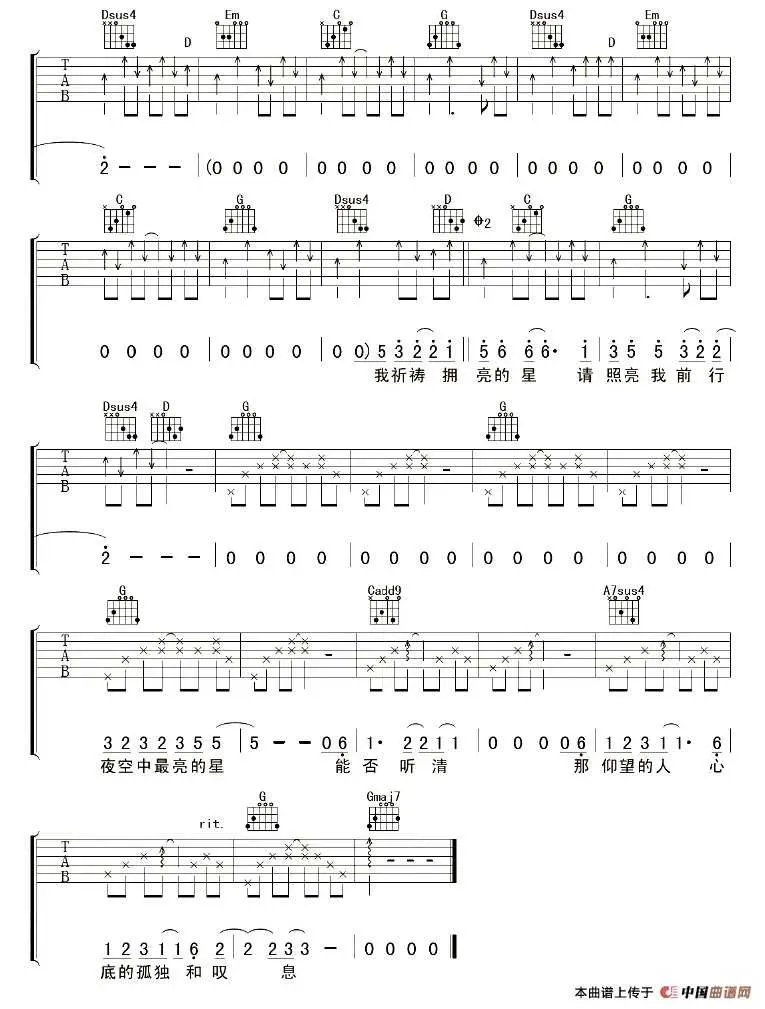 Dsus4 D Em C G Dsus4 D Em
T A B
2 - - - | (0 0 0 0 | 0 0 0 0 | 0 0 0 0 | 0 0 0 0 | 0 0 0 0 |
C G Dsus4 D 2 C G
T A B
0 0 0 0 | 0 0 0 0 | 0 0) 5 3 2 2 1 || 5 6 6 6 · 1 | 3 5 5 3 2 2
我祈祷 拥 亮的星 请 照亮我前行
Dsus4 D G G
T A B
2 - - - | 0 0 0 0 | 0 0 0 0 | 0 0 0 0 | 0 0 0 0 |
G Cadd9 A7sus4
T A B
3 2 3 2 3 5 5 | 5 - - 0 6 | 1 · 2 2 1 1 | 0 0 0 0 6 | 1 2 3 1 1 · 6
夜空中最亮的星 能 否 听 清 那 仰望的人 心
rit. G Gmaj7
T A B
1 2 3 1 1 6 2 | 2 2 3 3 - | 0 0 0 0
底的孤独 和叹 息
本曲谱上传于 中国曲谱网